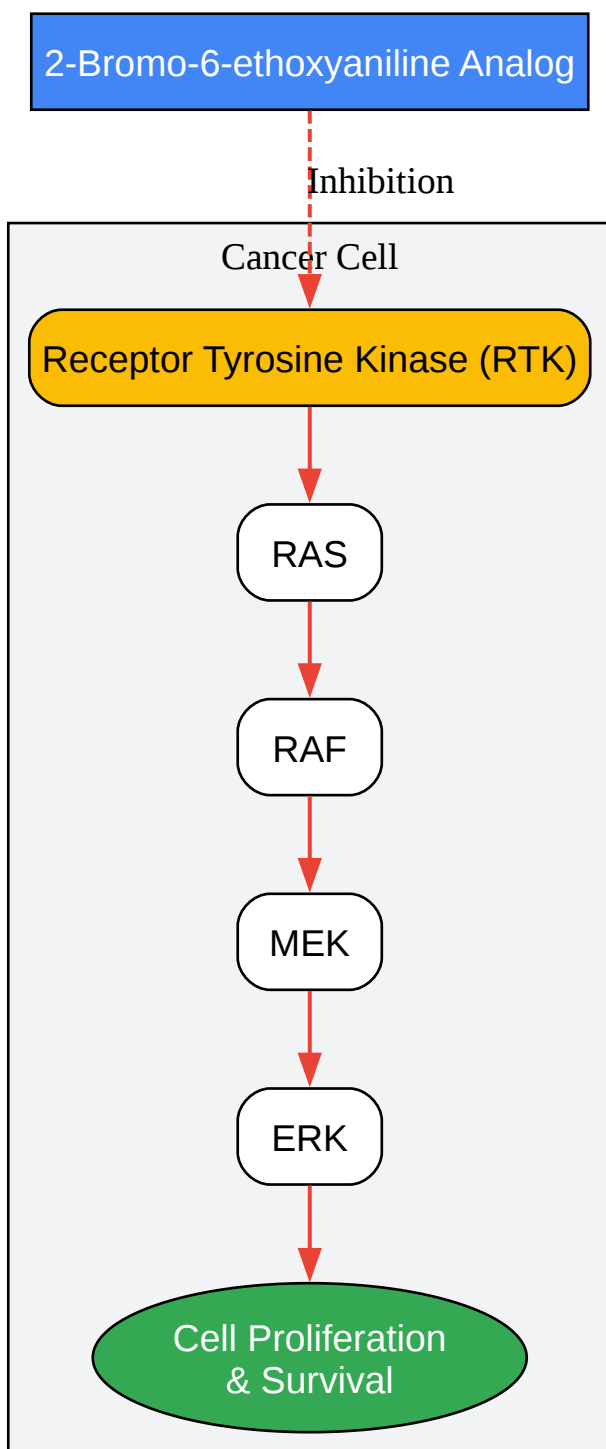 2-Bromo-6-ethoxyaniline Analog
Inhibition
Cancer Cell
Receptor Tyrosine Kinase (RTK)
RAS
RAF
MEK
ERK
Cell Proliferation
& Survival